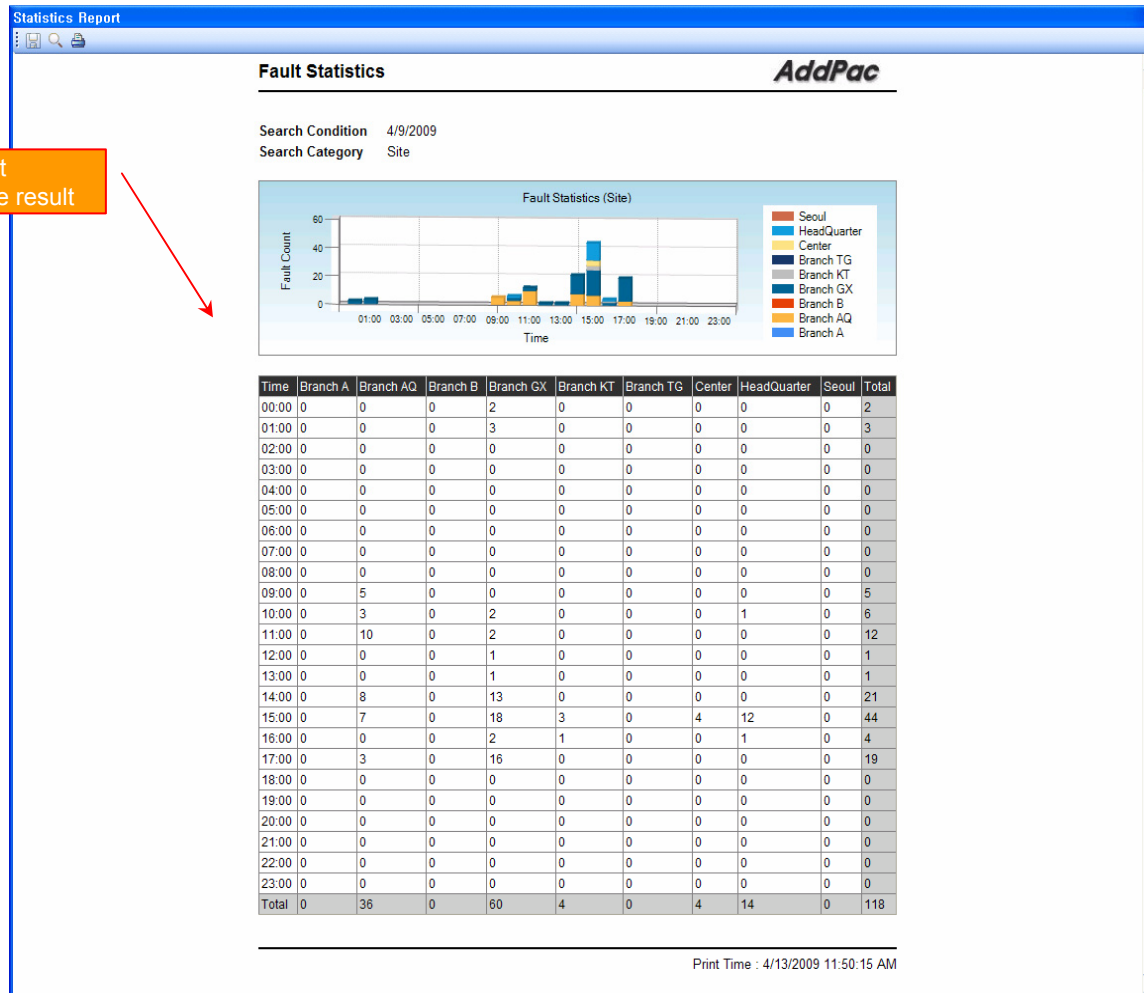 Statistics Report
Fault Statistics
AddPac
Search Condition 4/9/2009
Search Category Site
t
e result
Fault Statistics (Site)
Fault Count
60
40
20
0
01:00 03:00 05:00 07:00 09:00 11:00 13:00 15:00 17:00 19:00 21:00 23:00
Time
Seoul
HeadQuarter
Center
Branch TG
Branch KT
Branch GX
Branch B
Branch AQ
Branch A
Time Branch A Branch AQ Branch B Branch GX Branch KT Branch TG Center HeadQuarter Seoul Total
00:00 0 0 0 2 0 0 0 0 0 2
01:00 0 0 0 3 0 0 0 0 0 3
02:00 0 0 0 0 0 0 0 0 0 0
03:00 0 0 0 0 0 0 0 0 0 0
04:00 0 0 0 0 0 0 0 0 0 0
05:00 0 0 0 0 0 0 0 0 0 0
06:00 0 0 0 0 0 0 0 0 0 0
07:00 0 0 0 0 0 0 0 0 0 0
08:00 0 0 0 0 0 0 0 0 0 0
09:00 0 5 0 0 0 0 0 0 0 5
10:00 0 3 0 2 0 0 0 1 0 6
11:00 0 10 0 2 0 0 0 0 0 12
12:00 0 0 0 1 0 0 0 0 0 1
13:00 0 0 0 1 0 0 0 0 0 1
14:00 0 8 0 13 0 0 0 0 0 21
15:00 0 7 0 18 3 0 4 12 0 44
16:00 0 0 0 2 1 0 0 1 0 4
17:00 0 3 0 16 0 0 0 0 0 19
18:00 0 0 0 0 0 0 0 0 0 0
19:00 0 0 0 0 0 0 0 0 0 0
20:00 0 0 0 0 0 0 0 0 0 0
21:00 0 0 0 0 0 0 0 0 0 0
22:00 0 0 0 0 0 0 0 0 0 0
23:00 0 0 0 0 0 0 0 0 0 0
Total 0 36 0 60 4 0 4 14 0 118
Print Time : 4/13/2009 11:50:15 AM